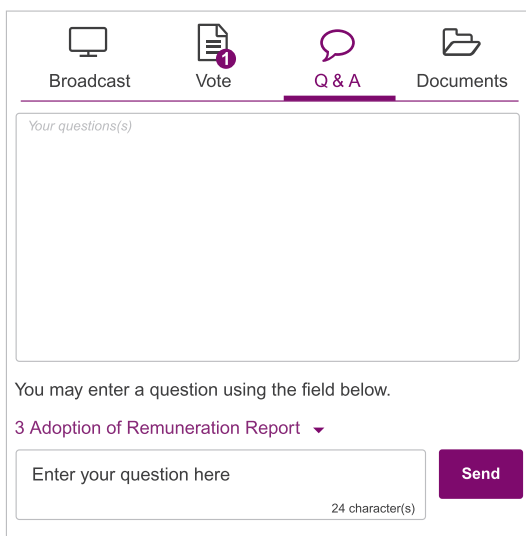 1
Broadcast Vote Q & A Documents
Your questions(s)
You may enter a question using the field below.
3 Adoption of Remuneration Report
Enter your question here
Send
24 character(s)